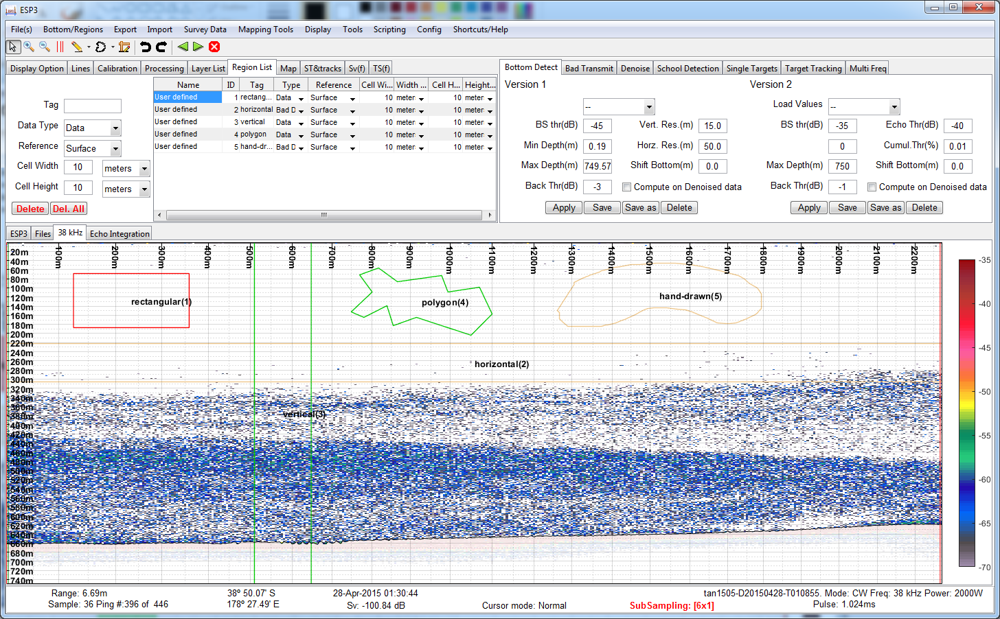 ESP3
File(s) Bottom/Regions Export Import Survey Data Mapping Tools Display Tools Scripting Config Shortcuts/Help
Display Option Lines Calibration Processing Layer List Region List Map ST&tracks Sv(f) TS(f)
Tag
Data Type Data
Reference Surface
Cell Width 10 meters
Cell Height 10 meters
Delete Del. All
Name ID Tag Type Reference Cell Wi... Width ... Cell H... Height...
User defined 1 rectang... Data Surface 10 meter 10 meter
User defined 2 horizontal Bad D Surface 10 meter 10 meter
User defined 3 vertical Data Surface 10 meter 10 meter
User defined 4 polygon Data Surface 10 meter 10 meter
User defined 5 hand-dr... Bad D Surface 10 meter 10 meter
Bottom Detect Bad Transmit Denoise School Detection Single Targets Target Tracking Multi Freq
Version 1
--
BS thr(dB) -45 Vert. Res.(m) 15.0
Min Depth(m) 0.19 Horz. Res.(m) 50.0
Max Depth(m) 749.57 Shift Bottom(m) 0.0
Back Thr(dB) -3 Compute on Denoised data
Apply Save Save as Delete
Version 2
Load Values --
BS thr(dB) -35 Echo Thr(dB) -40
0 Cumul.Thr(%) 0.01
Max Depth(m) 750 Shift Bottom(m) 0.0
Back Thr(dB) -1 Compute on Denoised data
Apply Save Save as Delete
ESP3 Files 38 kHz Echo Integration
100m 200m 300m 400m 500m 600m 700m 800m 900m 1000m 1100m 1200m 1300m 1400m 1500m 1600m 1700m 1800m 1900m 2000m 2100m 2200m
20m
40m
60m
80m
100m
120m
140m
160m
180m
200m
220m
240m
260m
280m
300m
320m
340m
360m
380m
400m
420m
440m
460m
480m
500m
520m
540m
560m
580m
600m
620m
640m
660m
680m
700m
720m
740m
rectangular(1)
polygon(4)
hand-drawn(5)
horizontal(2)
vertical(3)
-35
-40
-45
-50
-55
-60
-65
-70
Range: 6.69m 38º 50.07' S 28-Apr-2015 01:30:44 tan1505-D20150428-T010855. Mode: CW Freq: 38 kHz Power: 2000W
Sample: 36 Ping #:396 of 446 178º 27.49' E Sv: -100.84 dB Cursor mode: Normal SubSampling: [6x1] Pulse: 1.024ms